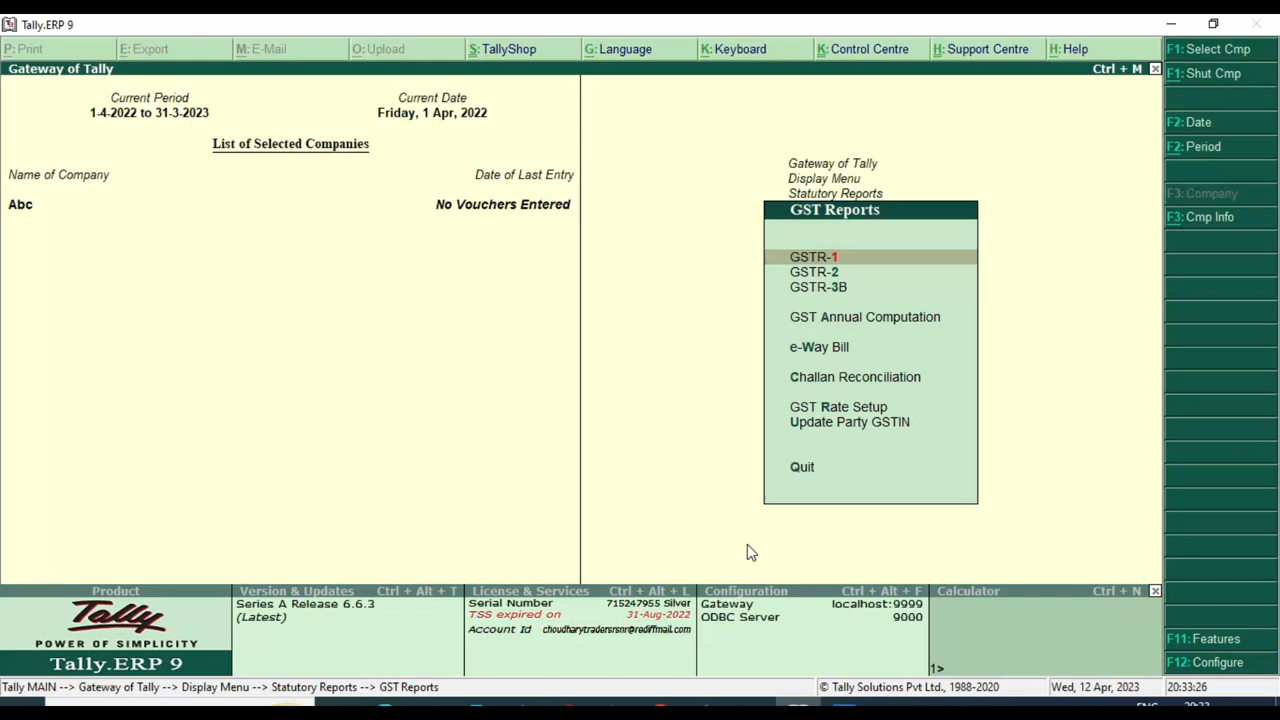 Tally.ERP 9
P: Print
E: Export
M: E-Mail
O: Upload
S: TallyShop
G: Language
K: Keyboard
K: Control Centre
H: Support Centre
H: Help
F1: Select Cmp
Gateway of Tally
Ctrl + M
F1: Shut Cmp
Current Period
1-4-2022 to 31-3-2023
Current Date
Friday, 1 Apr, 2022
F2: Date
F2: Period
List of Selected Companies
Name of Company
Date of Last Entry
Abc
No Vouchers Entered
F3: Company
F3: Cmp Info
Gateway of Tally
Display Menu
Statutory Reports
GST Reports
GSTR-1
GSTR-2
GSTR-3B
GST Annual Computation
e-Way Bill
Challan Reconciliation
GST Rate Setup
Update Party GSTIN
Quit
Product
Tally
POWER OF SIMPLICITY
Tally.ERP 9
Version & Updates Ctrl + Alt + T
Series A Release 6.6.3
(Latest)
License & Services Ctrl + Alt + L
Serial Number 715247955 Silver
TSS expired on 31-Aug-2022
Account Id choudharytradersrsnr@rediffmail.com
Configuration Ctrl + Alt + F
Gateway localhost:9999
ODBC Server 9000
Calculator Ctrl + N
1>
F11: Features
F12: Configure
Tally MAIN --> Gateway of Tally --> Display Menu --> Statutory Reports --> GST Reports
© Tally Solutions Pvt Ltd., 1988-2020
Wed, 12 Apr, 2023
20:33:26